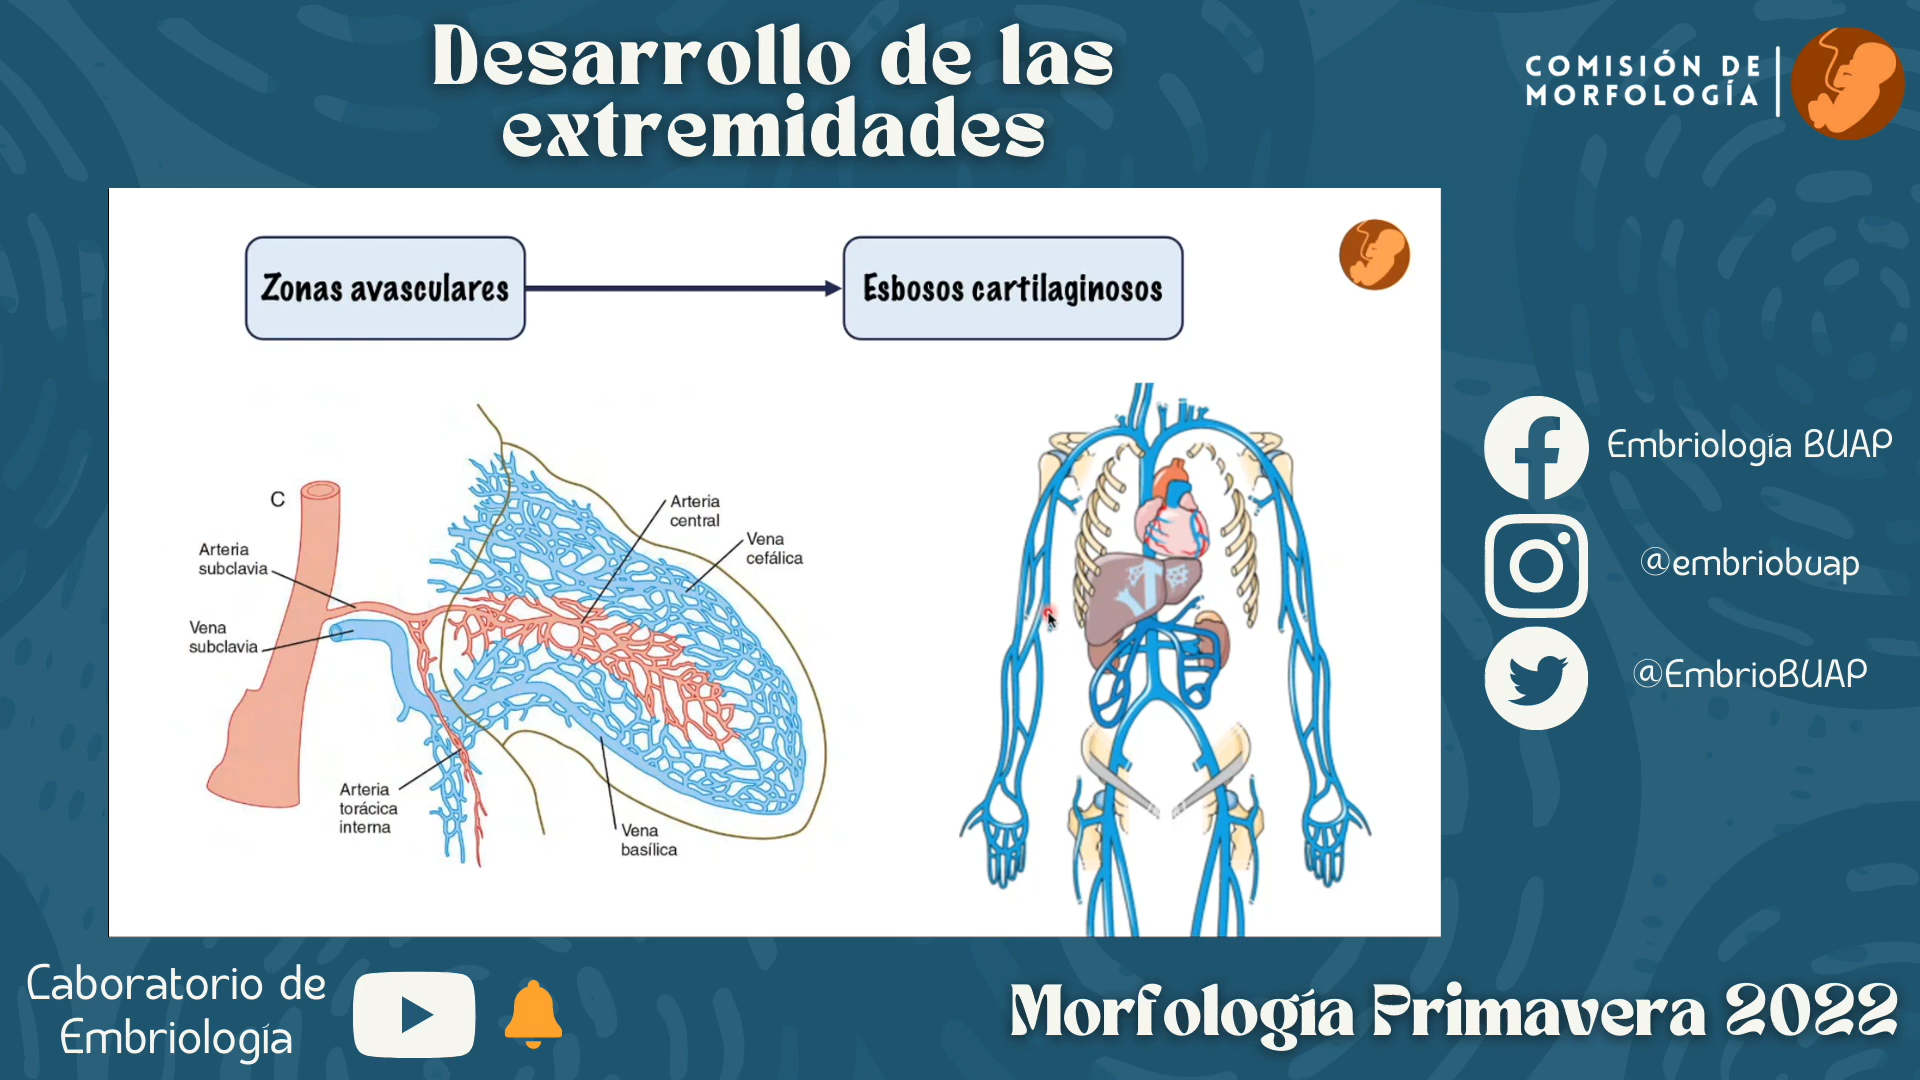 Desarrollo de las
extremidades
COMISIÓN DE
MORFOLOGÍA
Zonas avasculares
Esbosos cartilaginosos
C
Arteria
subclavia
Vena
subclavia
Arteria
central
Vena
cefálica
Arteria
torácica
interna
Vena
basílica
Embriología BUAP
@embriobuap
@EmbrioBUAP
Laboratorio de
Embriología
Morfología Primavera 2022